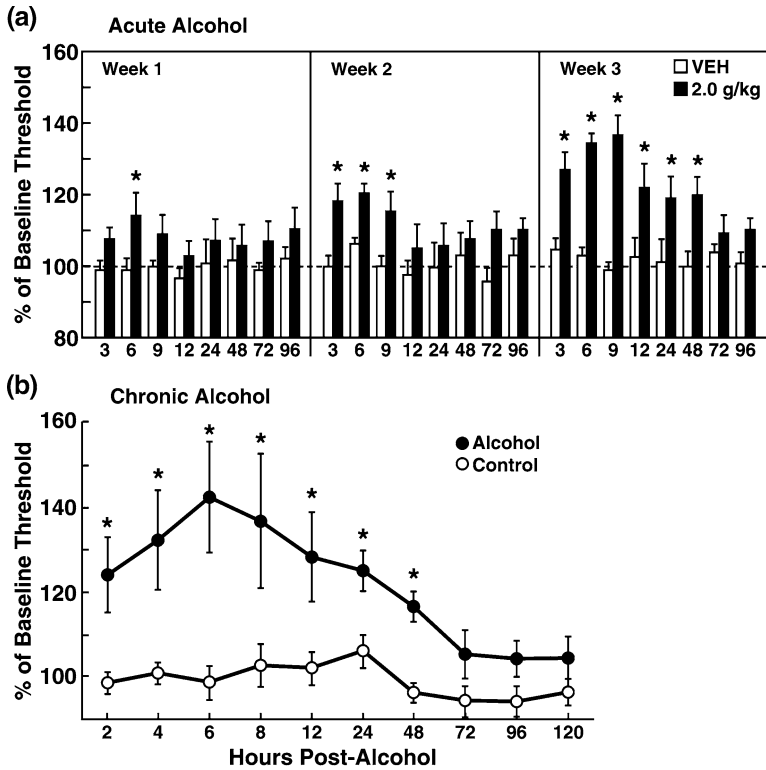 (a)
Acute Alcohol
% of Baseline Threshold
160
140
120
100
80
Week 1
Week 2
Week 3
VEH
2.0 g/kg
3 6 9 12 24 48 72 96
3 6 9 12 24 48 72 96
3 6 9 12 24 48 72 96
* * * * * * * * * *
(b)
Chronic Alcohol
% of Baseline Threshold
160
140
120
100
Alcohol
Control
* * * * * * *
2 4 6 8 12 24 48 72 96 120
Hours Post-Alcohol